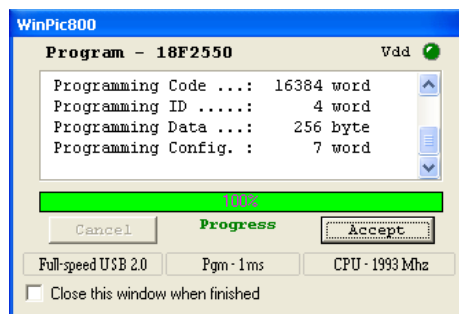 WinPic800
Program - 18F2550 Vdd
Programming Code ...: 16384 word
Programming ID .....: 4 word
Programming Data ...: 256 byte
Programming Config. : 7 word
100%
Cancel Progress Accept
Full-speed USB 2.0 Pgm - 1 ms CPU - 1993 Mhz
Close this window when finished